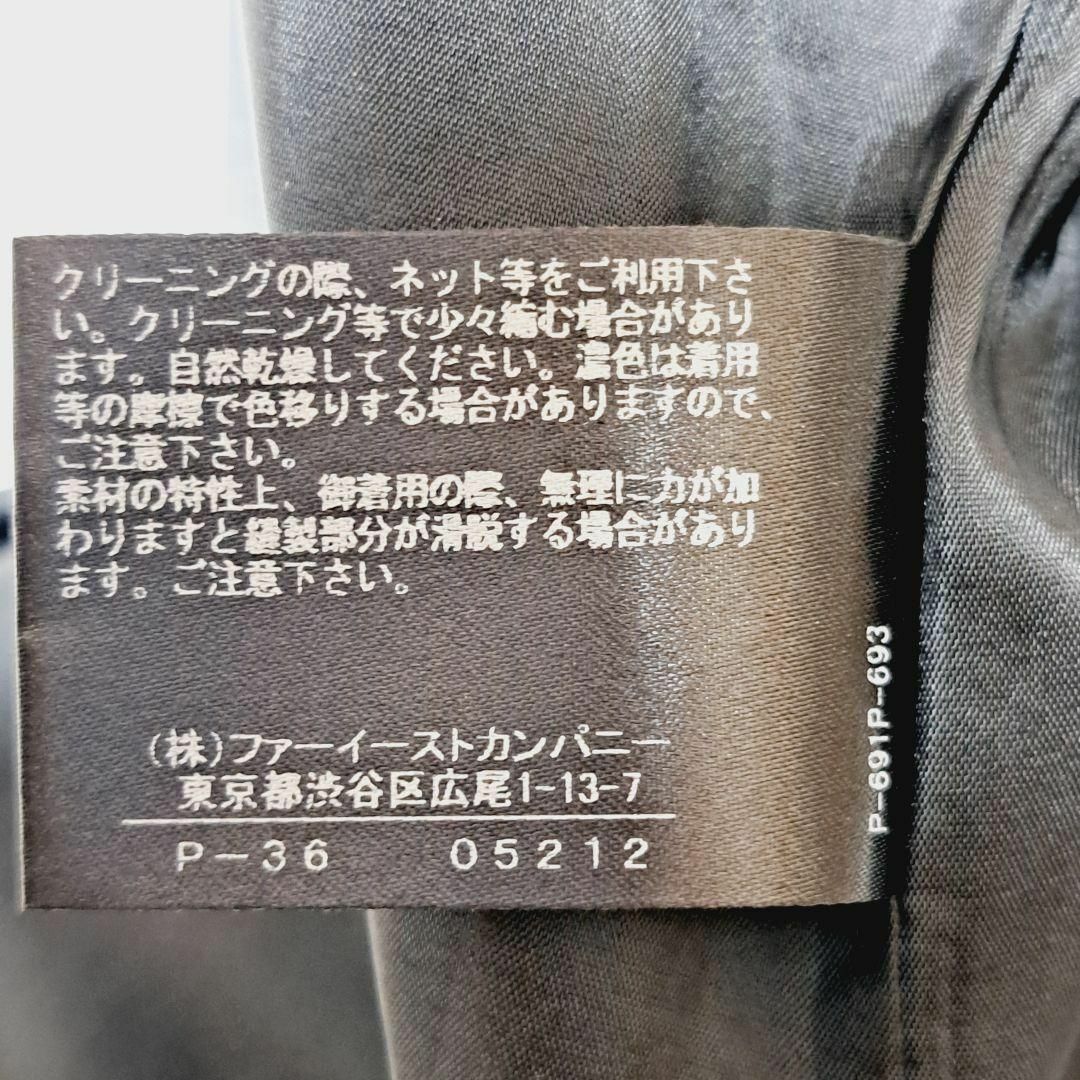 クリーニングの際、ネット等をご利用下さ
い。クリーニング等で少々縮む場合があり
ます。自然乾燥してください。濃色は着用
等の摩擦で色移りする場合がありますので、
ご注意下さい。
素材の特性上、御着用の際、無理に力が加
わりますと縫製部分が滑脱する場合があり
ます。ご注意下さい。
(株)ファーイーストカンパニー
東京都渋谷区広尾1-13-7
P-36 05212
P-691P-693